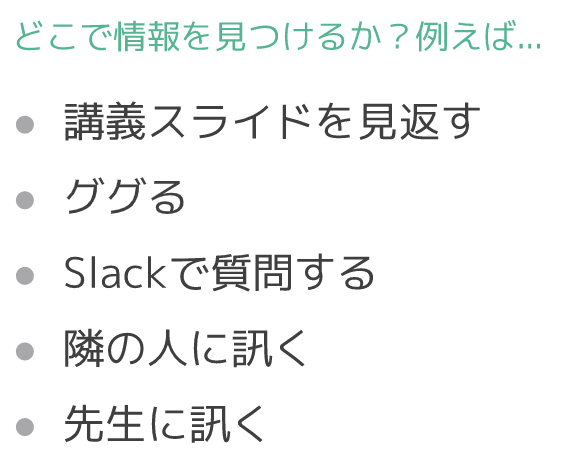 どこで情報を見つけるか？例えば...
● 講義スライドを見返す
● ググる
● Slackで質問する
● 隣の人に訊く
● 先生に訊く